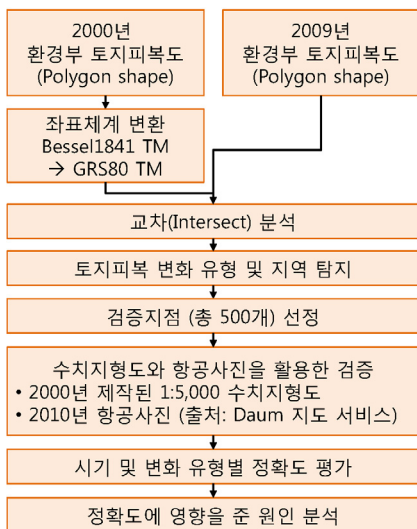 2000년
환경부 토지피복도
(Polygon shape)
2009년
환경부 토지피복도
(Polygon shape)
좌표체계 변환
Bessel1841 TM
→ GRS80 TM
교차(Intersect) 분석
토지피복 변화 유형 및 지역 탐지
검증지점 (총 500개) 선정
수치지형도와 항공사진을 활용한 검증
• 2000년 제작된 1:5,000 수치지형도
• 2010년 항공사진 (출처: Daum 지도 서비스)
시기 및 변화 유형별 정확도 평가
정확도에 영향을 준 원인 분석